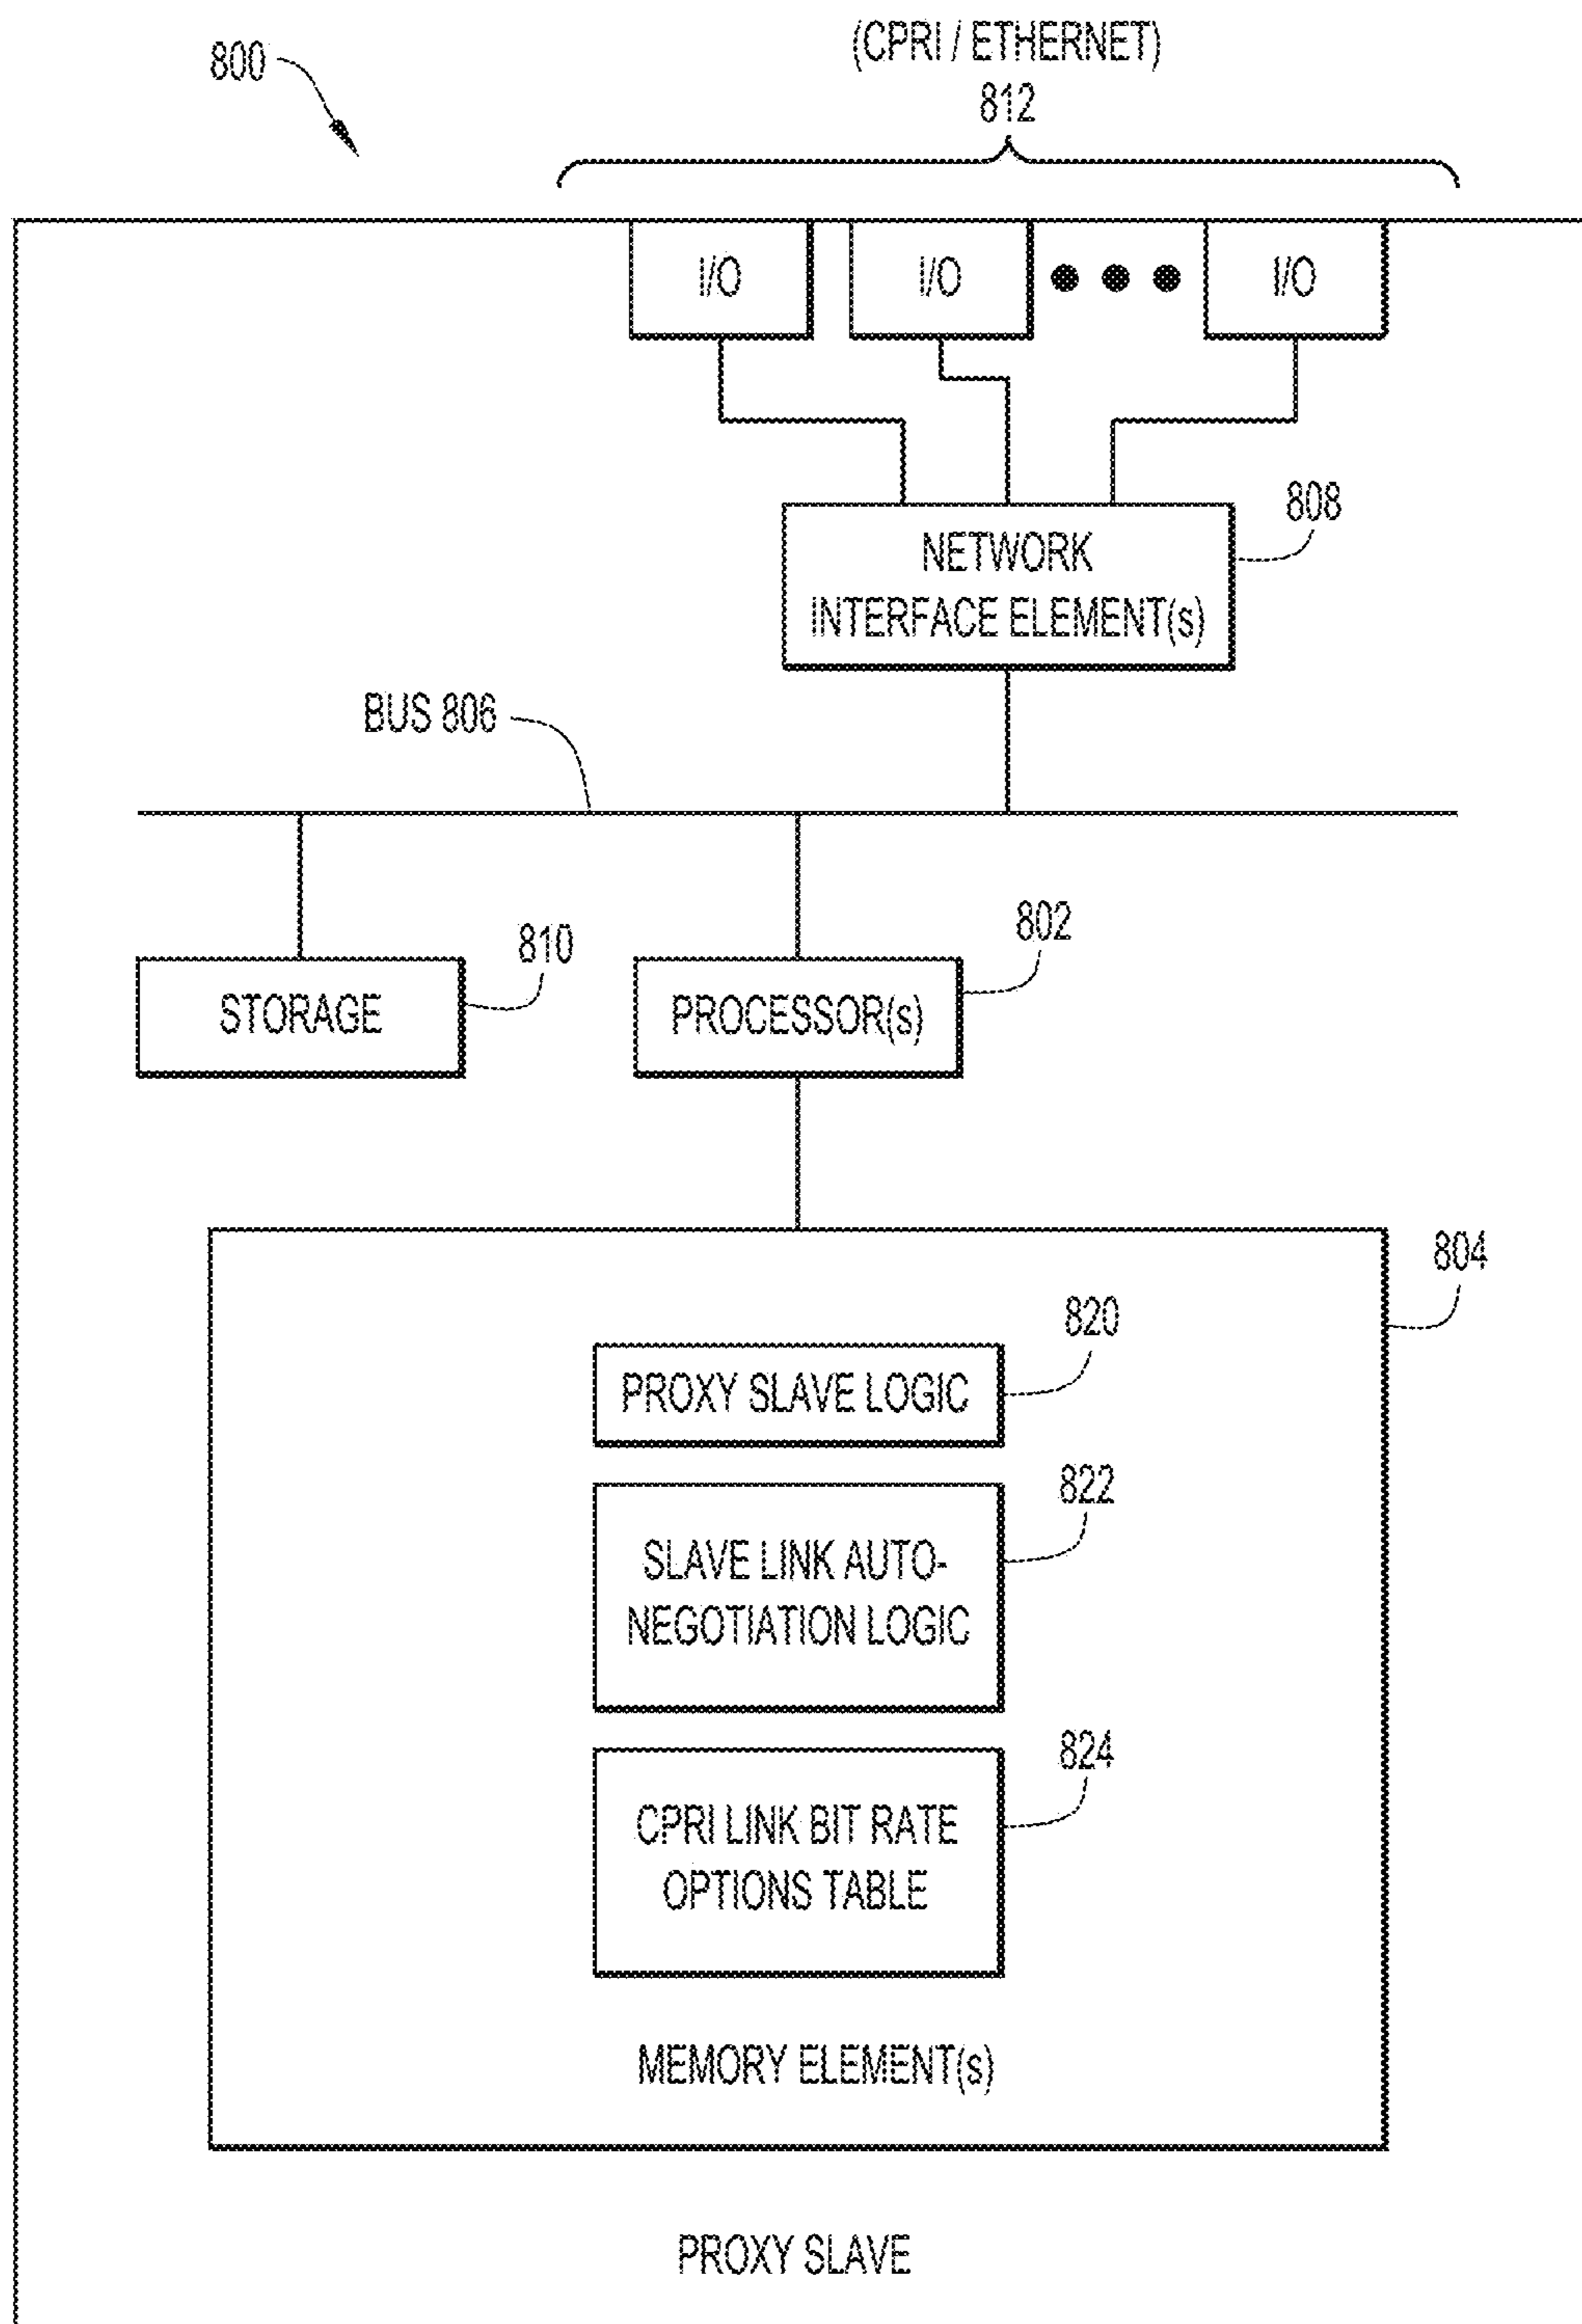 800
(CPRI / ETHERNET)
812
I/O
I/O
I/O
808
NETWORK
INTERFACE ELEMENT(s)
BUS 806
810
802
STORAGE
PROCESSOR(s)
804
820
PROXY SLAVE LOGIC
822
SLAVE LINK AUTO-
NEGOTIATION LOGIC
824
CPRI LINK BIT RATE
OPTIONS TABLE
MEMORY ELEMENT(s)
PROXY SLAVE